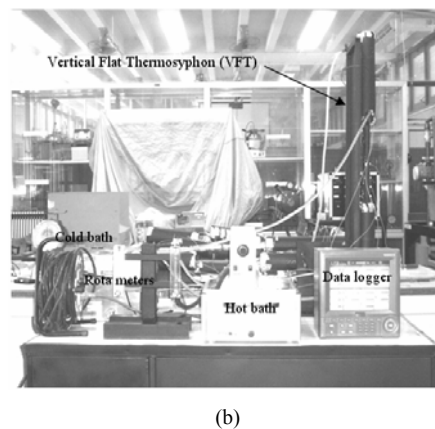 Vertical Flat Thermosyphon (VFT)
Cold bath
Rota meters
Data logger
Hot bath
(b)